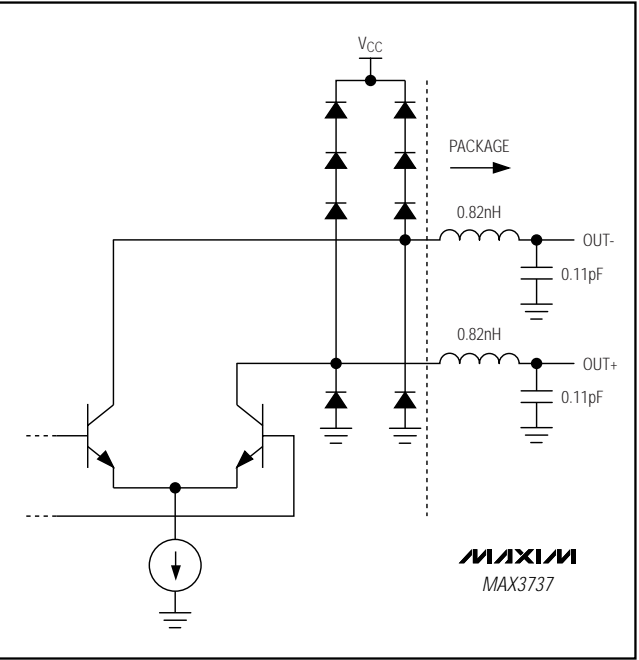 VCC
PACKAGE
0.82nH
OUT-
0.11pF
0.82nH
OUT+
0.11pF
MAXIM
MAX3737